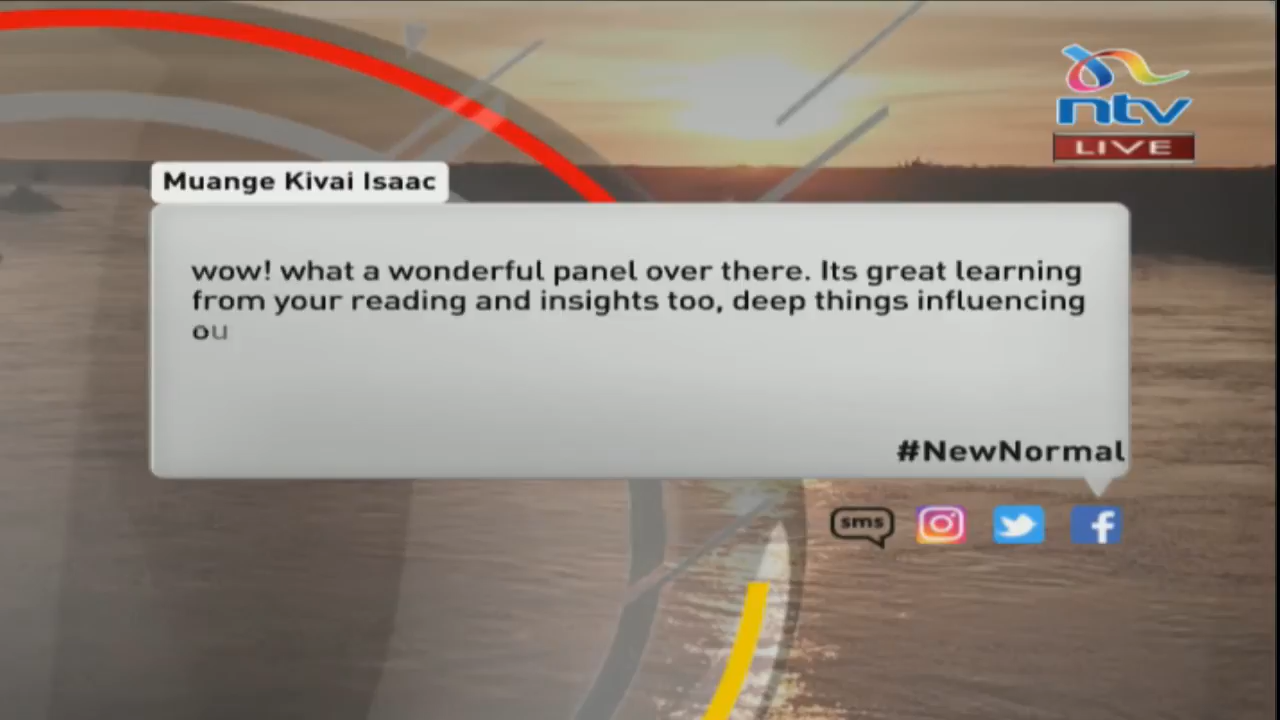 ntv
LIVE
Muange Kivai Isaac
wow! what a wonderful panel over there. Its great learning
from your reading and insights too, deep things influencing
ou
#NewNormal
sms